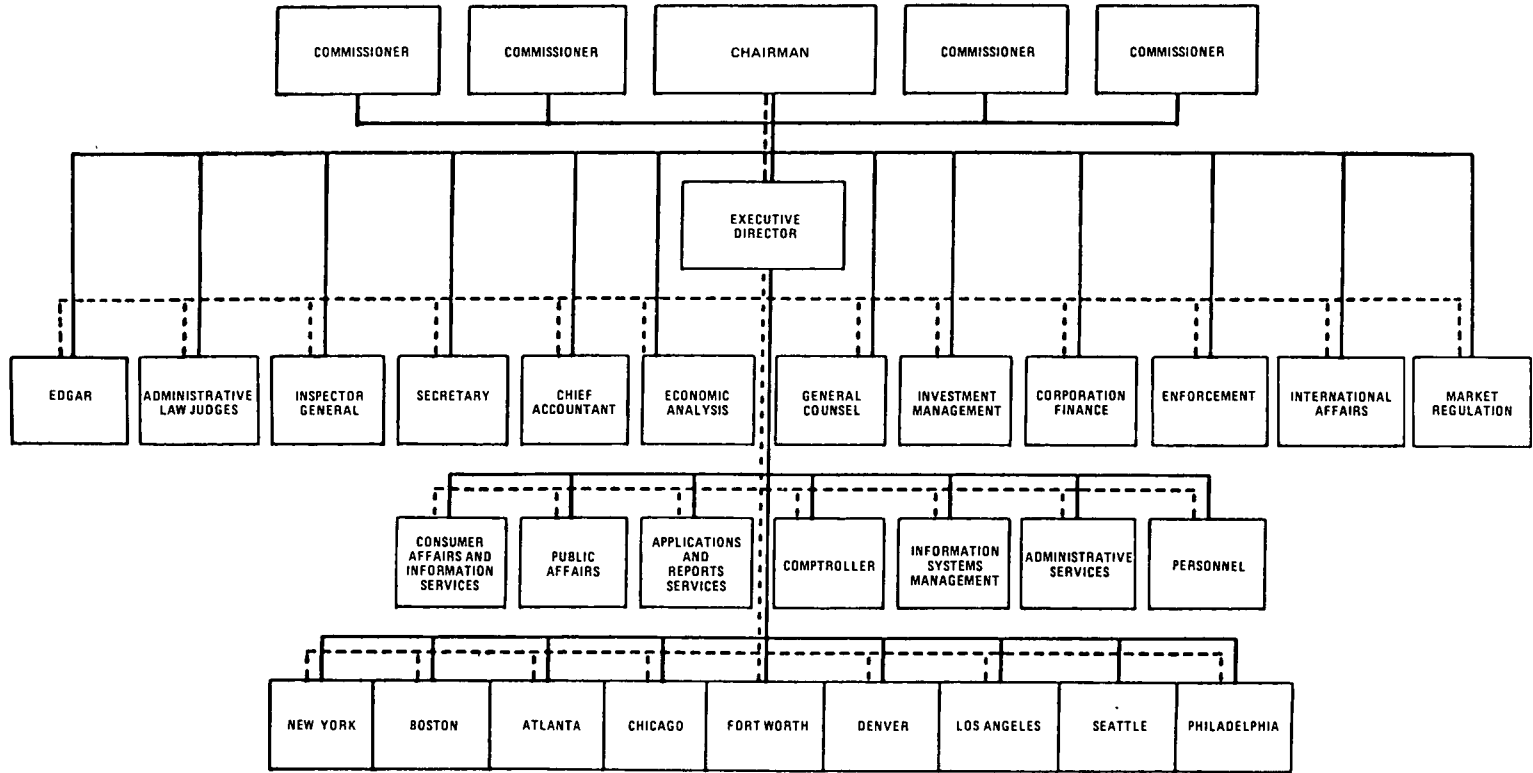 COMMISSIONER
COMMISSIONER
CHAIRMAN
COMMISSIONER
COMMISSIONER
EXECUTIVE
DIRECTOR
EDGAR
ADMINISTRATIVE
LAW JUDGES
INSPECTOR
GENERAL
SECRETARY
CHIEF
ACCOUNTANT
ECONOMIC
ANALYSIS
GENERAL
COUNSEL
INVESTMENT
MANAGEMENT
CORPORATION
FINANCE
ENFORCEMENT
INTERNATIONAL
AFFAIRS
MARKET
REGULATION
CONSUMER
AFFAIRS AND
INFORMATION
SERVICES
PUBLIC
AFFAIRS
APPLICATIONS
AND
REPORTS
SERVICES
COMPTROLLER
INFORMATION
SYSTEMS
MANAGEMENT
ADMINISTRATIVE
SERVICES
PERSONNEL
NEW YORK
BOSTON
ATLANTA
CHICAGO
FORT WORTH
DENVER
LOS ANGELES
SEATTLE
PHILADELPHIA